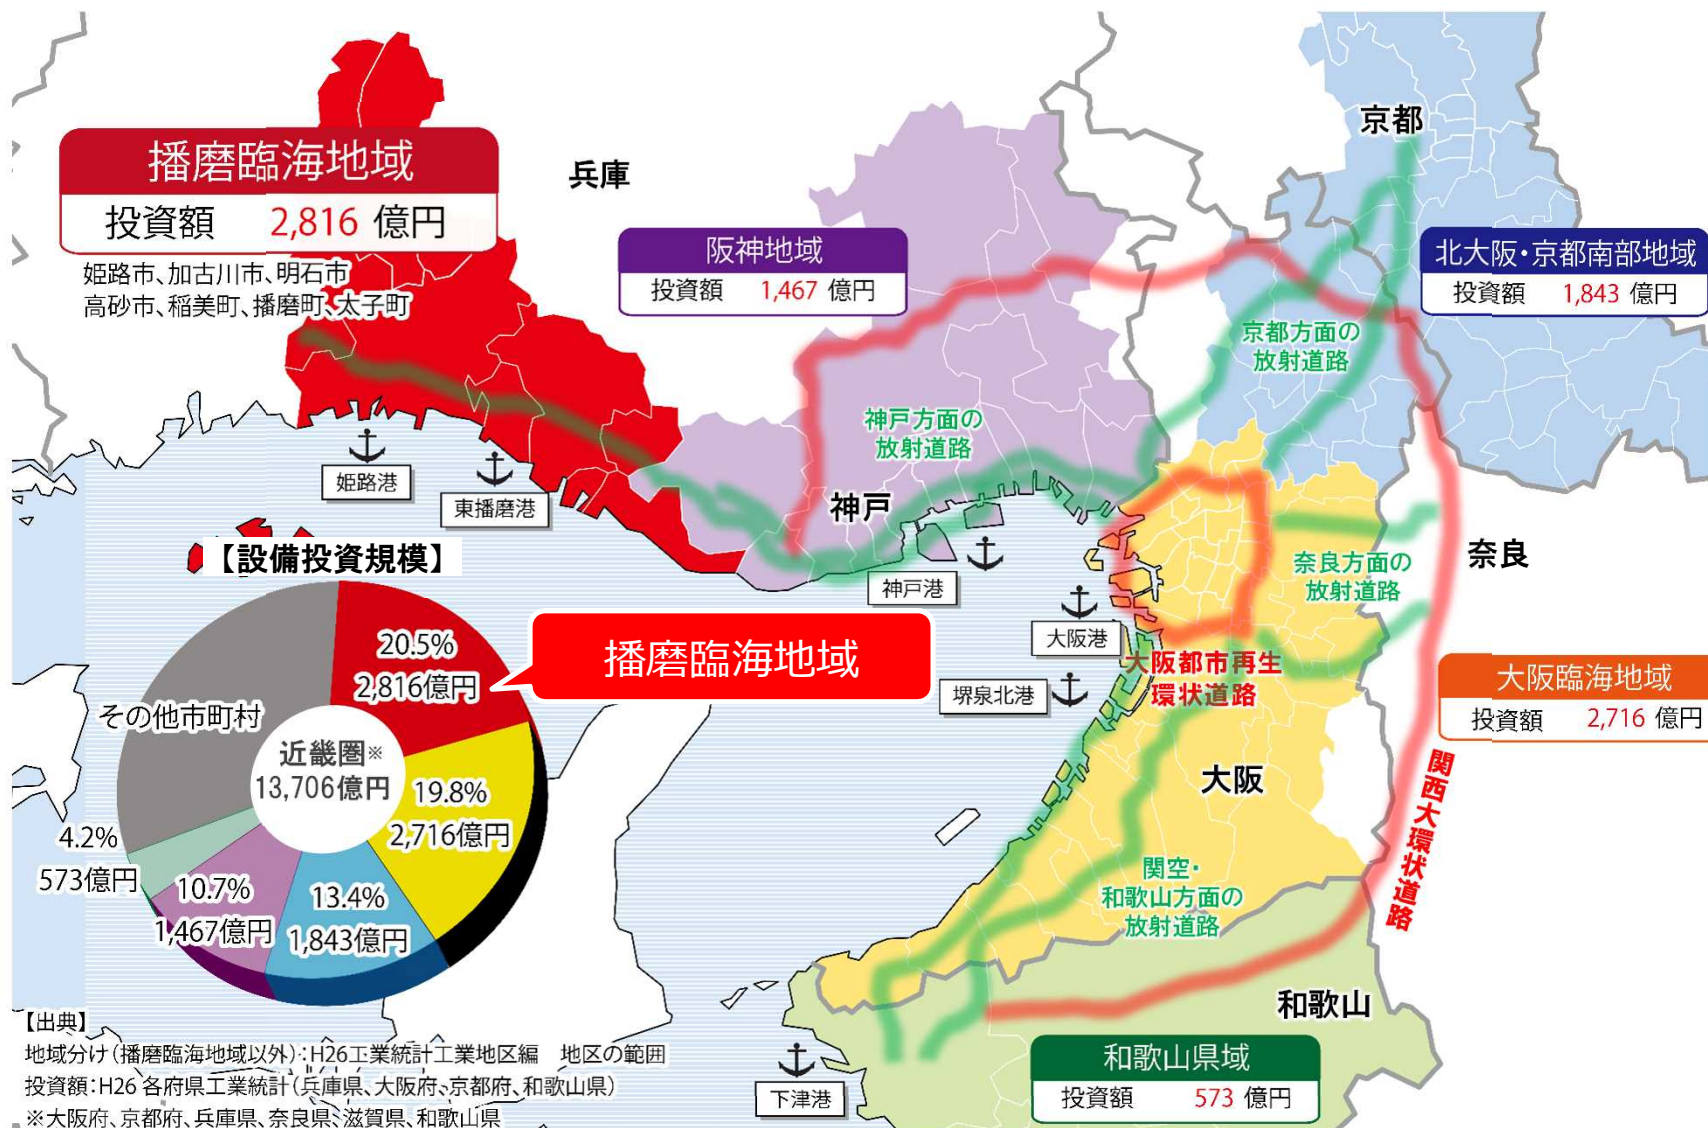 京都
兵庫
播磨臨海地域
投資額 2,816 億円
姫路市、加古川市、明石市
高砂市、稲美町、播磨町、太子町
阪神地域
投資額 1,467 億円
北大阪・京都南部地域
投資額 1,843 億円
京都方面の
放射道路
神戸方面の
放射道路
姫路港
東播磨港
神戸
神戸港
奈良
奈良方面の
放射道路
大阪港
大阪都市再生
環状道路
堺泉北港
大阪臨海地域
投資額 2,716 億円
関西大環状道路
大阪
関空・
和歌山方面の
放射道路
和歌山
和歌山県域
投資額 573 億円
下津港
【設備投資規模】
播磨臨海地域
20.5%
2,816億円
その他市町村
近畿圏※
13,706億円
19.8%
2,716億円
4.2%
573億円
10.7%
1,467億円
13.4%
1,843億円
【出典】
地域分け(播磨臨海地域以外):H26工業統計工業地区編 地区の範囲
投資額:H26 各府県工業統計(兵庫県、大阪府、京都府、和歌山県)
※大阪府、京都府、兵庫県、奈良県、滋賀県、和歌山県